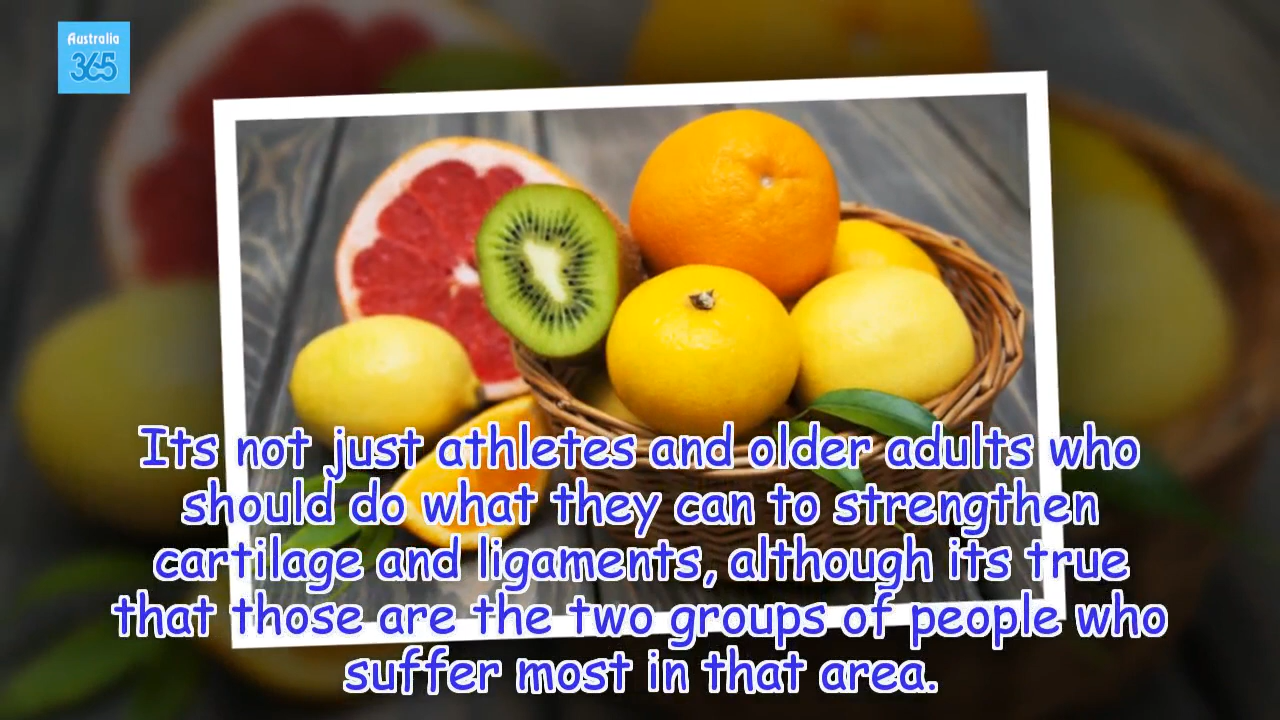 Australia
365
Its not just athletes and older adults who
should do what they can to strengthen
cartilage and ligaments, although its true
that those are the two groups of people who
suffer most in that area.